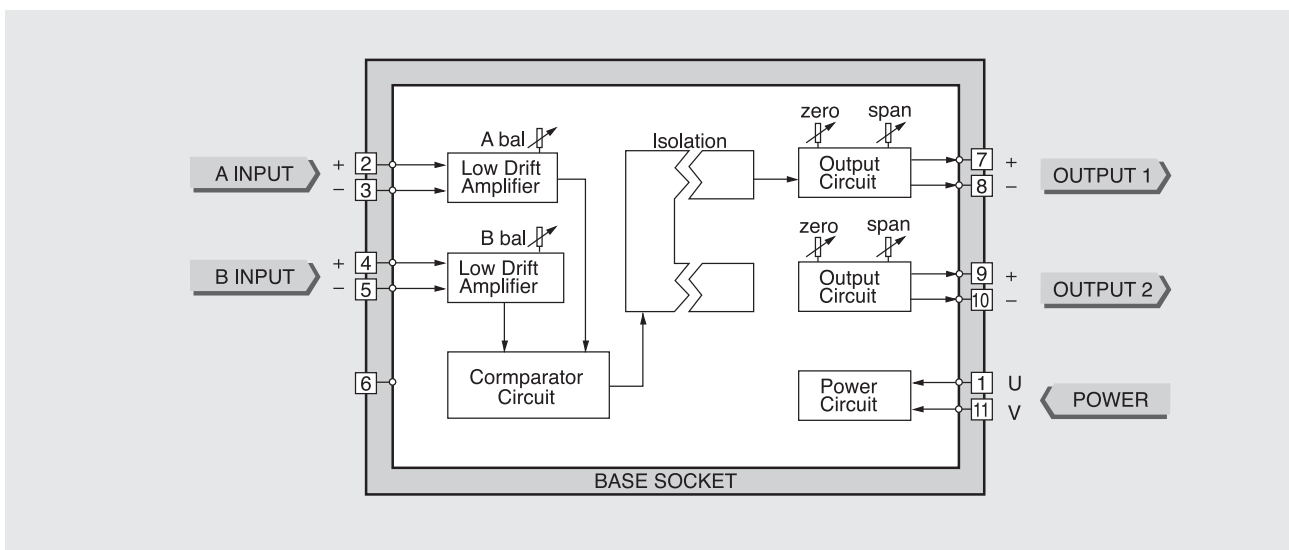 A INPUT
+ 2
− 3
B INPUT
+ 4
− 5
6
A bal
Low Drift
Amplifier
B bal
Low Drift
Amplifier
Cormparator
Circuit
Isolation
zero span
Output
Circuit
7 +
8 −
OUTPUT 1
zero span
Output
Circuit
9 +
10 −
OUTPUT 2
Power
Circuit
1 U
11 V
POWER
BASE SOCKET